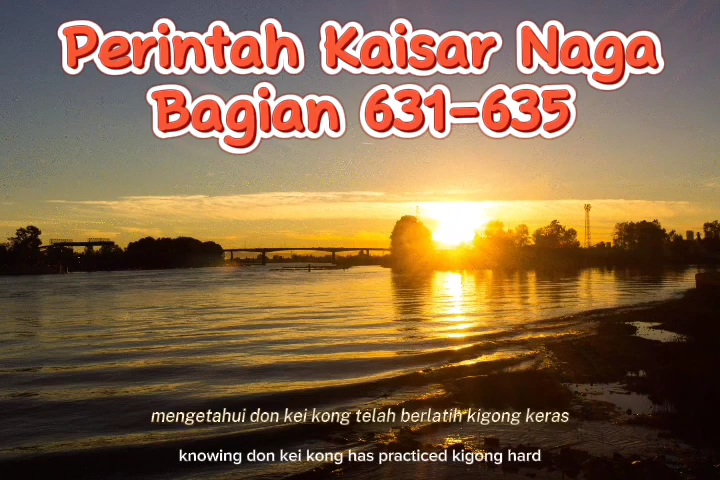 Perintah Kaisar Naga
Bagian 631-635
mengetahui don kei kong telah berlatih kigong keras
knowing don kei kong has practiced kigong hard